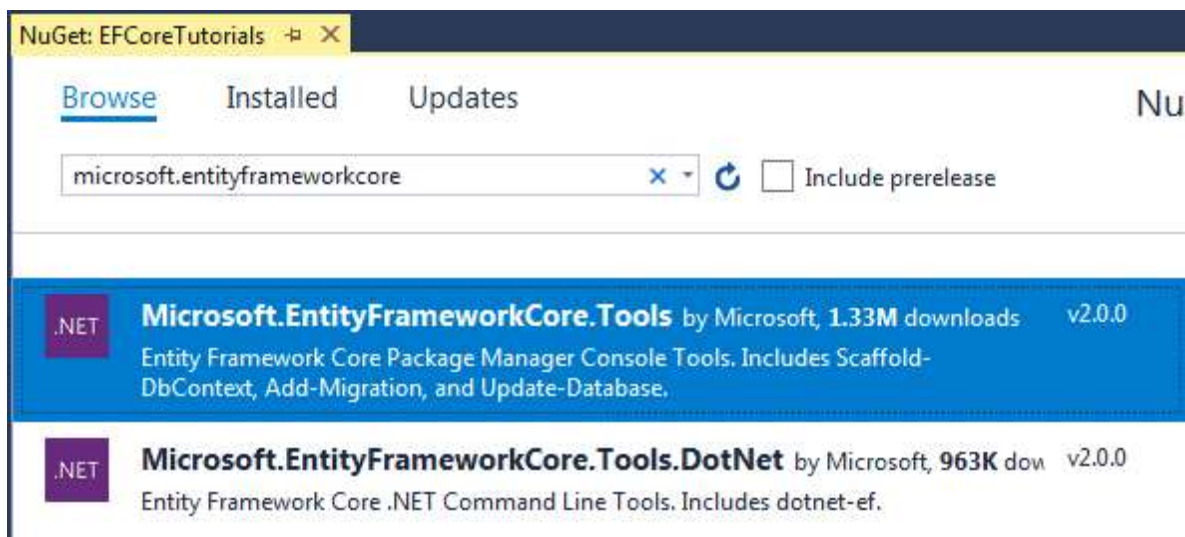 NuGet: EFCoreTutorials
Browse Installed Updates
Nu
microsoft.entityframeworkcore
Include prerelease
.NET
Microsoft.EntityFrameworkCore.Tools by Microsoft, 1.33M downloads v2.0.0
Entity Framework Core Package Manager Console Tools. Includes Scaffold-
DbContext, Add-Migration, and Update-Database.
.NET
Microsoft.EntityFrameworkCore.Tools.DotNet by Microsoft, 963K dow v2.0.0
Entity Framework Core .NET Command Line Tools. Includes dotnet-ef.